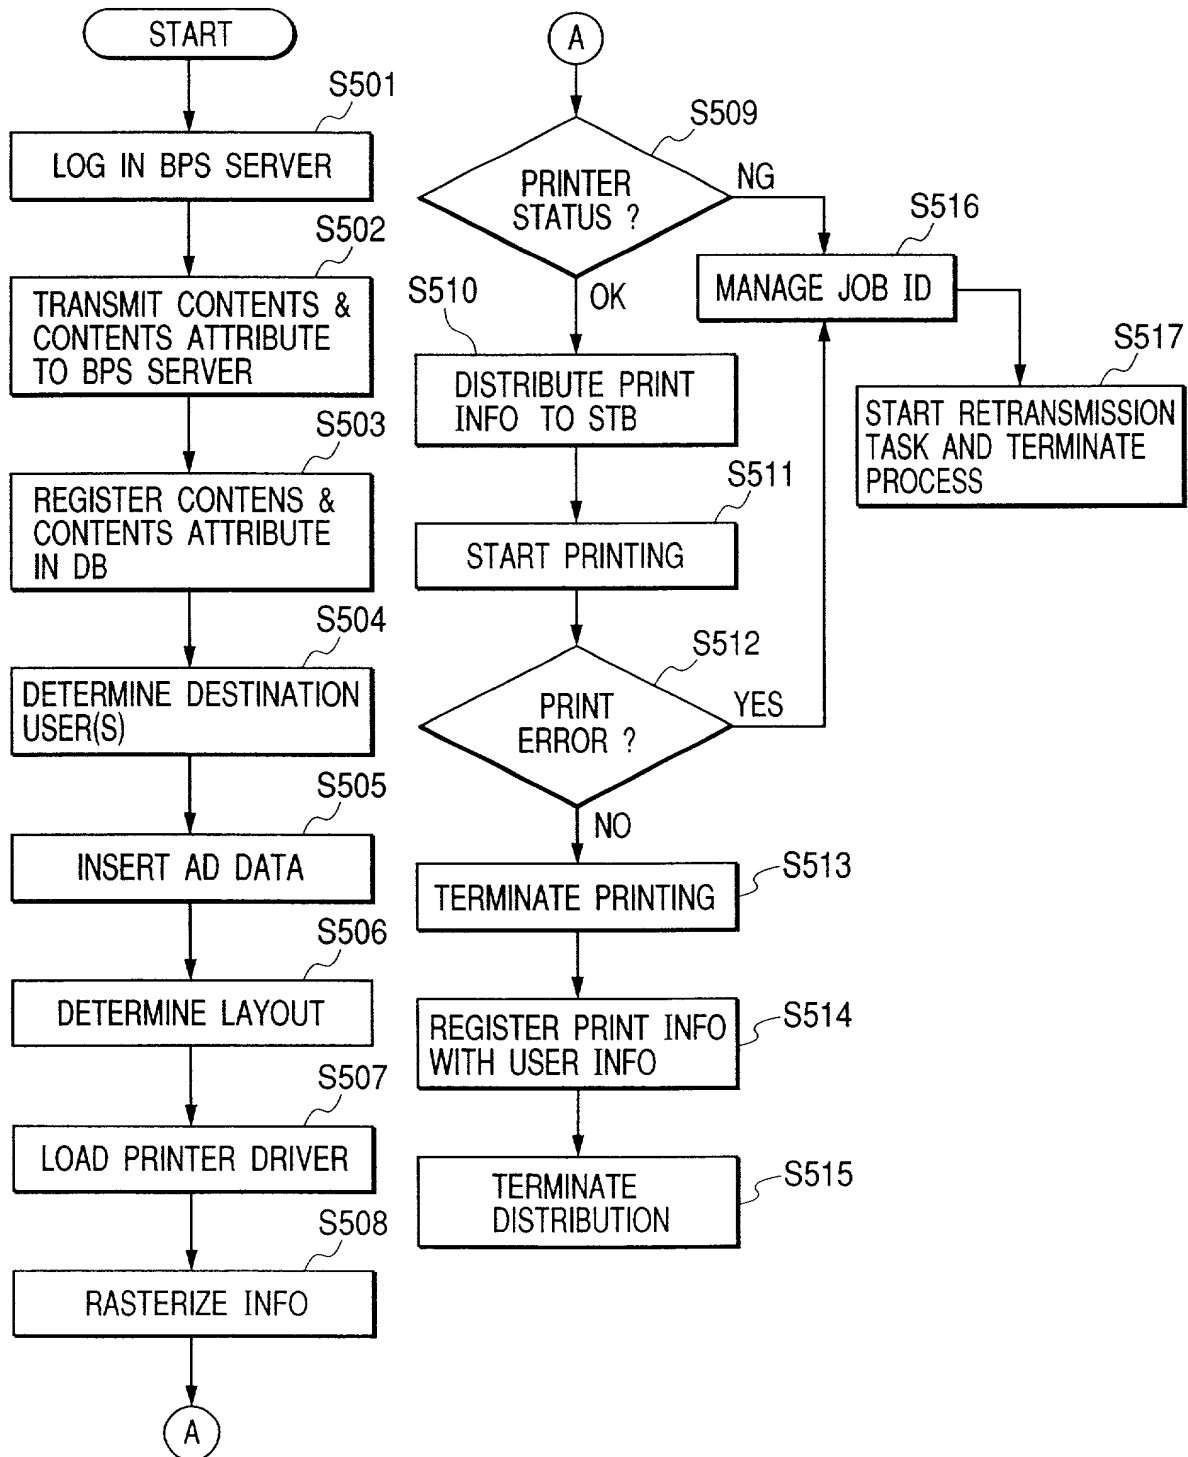 START
S501
LOG IN BPS SERVER
S502
TRANSMIT CONTENTS &
CONTENTS ATTRIBUTE
TO BPS SERVER
S503
REGISTER CONTENS &
CONTENTS ATTRIBUTE
IN DB
S504
DETERMINE DESTINATION
USER(S)
S505
INSERT AD DATA
S506
DETERMINE LAYOUT
S507
LOAD PRINTER DRIVER
S508
RASTERIZE INFO
A
A
S509
PRINTER
STATUS ?
NG
OK
S510
DISTRIBUTE PRINT
INFO TO STB
S511
START PRINTING
S512
PRINT
ERROR ?
YES
NO
S513
TERMINATE PRINTING
S514
REGISTER PRINT INFO
WITH USER INFO
S515
TERMINATE
DISTRIBUTION
S516
MANAGE JOB ID
S517
START RETRANSMISSION
TASK AND TERMINATE
PROCESS